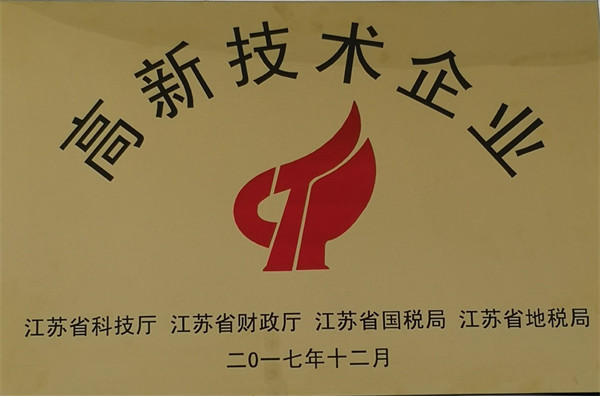 高新技术企业
江苏省科技厅 江苏省财政厅 江苏省国税局 江苏省地税局
二0一七年十二月